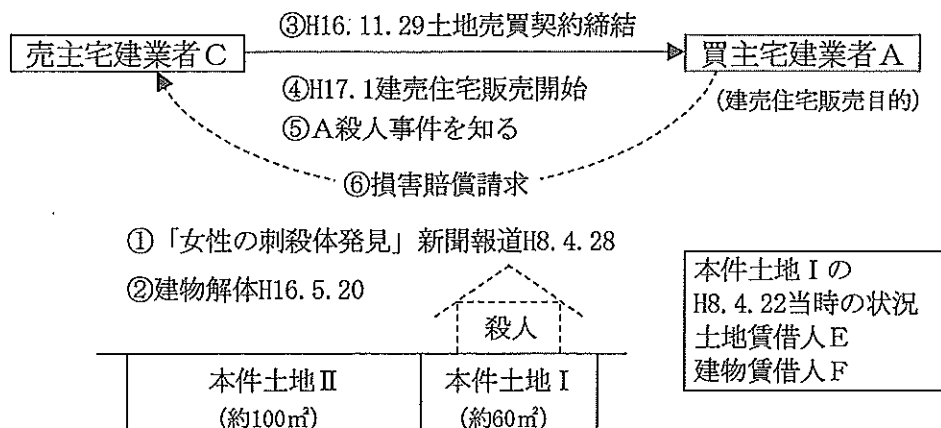 ③H16.11.29土地売買契約締結
売主宅建業者C
買主宅建業者A
④H17.1建売住宅販売開始
(建売住宅販売目的)
⑤A殺人事件を知る
⑥損害賠償請求
①「女性の刺殺体発見」新聞報道H8.4.28
②建物解体H16.5.20
殺人
本件土地Ⅰの
H8.4.22当時の状況
土地賃借人E
建物賃借人F
本件土地Ⅱ
(約100㎡)
本件土地Ⅰ
(約60㎡)